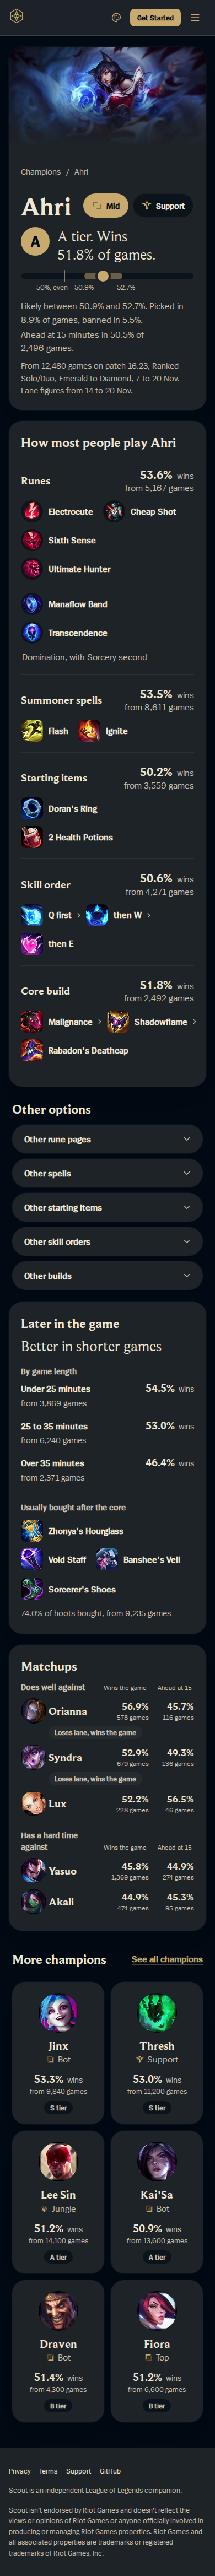 Get Started
Champions / Ahri
Ahri
Mid
Support
A
A tier. Wins
51.8% of games.
50%, even
50.9%
52.7%
Likely between 50.9% and 52.7%. Picked in
8.9% of games, banned in 5.5%.
Ahead at 15 minutes in 50.5% of
2,496 games.
From 12,480 games on patch 16.23, Ranked
Solo/Duo, Emerald to Diamond, 7 to 20 Nov.
Lane figures from 14 to 20 Nov.
How most people play Ahri
Runes
53.6% wins
from 5,167 games
Electrocute
Cheap Shot
Sixth Sense
Ultimate Hunter
Manaflow Band
Transcendence
Domination, with Sorcery second
Summoner spells
53.5% wins
from 8,611 games
Flash
Ignite
Starting items
50.2% wins
from 3,559 games
Doran's Ring
2 Health Potions
Skill order
50.6% wins
from 4,271 games
Q first
then W
then E
Core build
51.8% wins
from 2,492 games
Malignance
Shadowflame
Rabadon's Deathcap
Other options
Other rune pages
Other spells
Other starting items
Other skill orders
Other builds
Later in the game
Better in shorter games
By game length
Under 25 minutes
54.5% wins
from 3,869 games
25 to 35 minutes
53.0% wins
from 6,240 games
Over 35 minutes
46.4% wins
from 2,371 games
Usually bought after the core
Zhonya's Hourglass
Void Staff
Banshee's Veil
Sorcerer's Shoes
74.0% of boots bought, from 9,235 games
Matchups
Does well against
Wins the game
Ahead at 15
Orianna
56.9%
45.7%
578 games
116 games
Loses lane, wins the game
Syndra
52.9%
49.3%
679 games
136 games
Loses lane, wins the game
Lux
52.2%
56.5%
228 games
46 games
Has a hard time
against
Wins the game
Ahead at 15
Yasuo
45.8%
44.9%
1,369 games
274 games
Akali
44.9%
45.3%
474 games
95 games
More champions
See all champions
Jinx
Bot
53.3% wins
from 9,840 games
S tier
Thresh
Support
53.0% wins
from 11,200 games
S tier
Lee Sin
Jungle
51.2% wins
from 14,100 games
A tier
Kai'Sa
Bot
50.9% wins
from 13,600 games
A tier
Draven
Bot
51.4% wins
from 4,300 games
B tier
Fiora
Top
51.2% wins
from 6,600 games
B tier
Privacy
Terms
Support
GitHub
Scout is an independent League of Legends companion.
Scout isn't endorsed by Riot Games and doesn't reflect the
views or opinions of Riot Games or anyone officially involved in
producing or managing Riot Games properties. Riot Games and
all associated properties are trademarks or registered
trademarks of Riot Games, Inc.